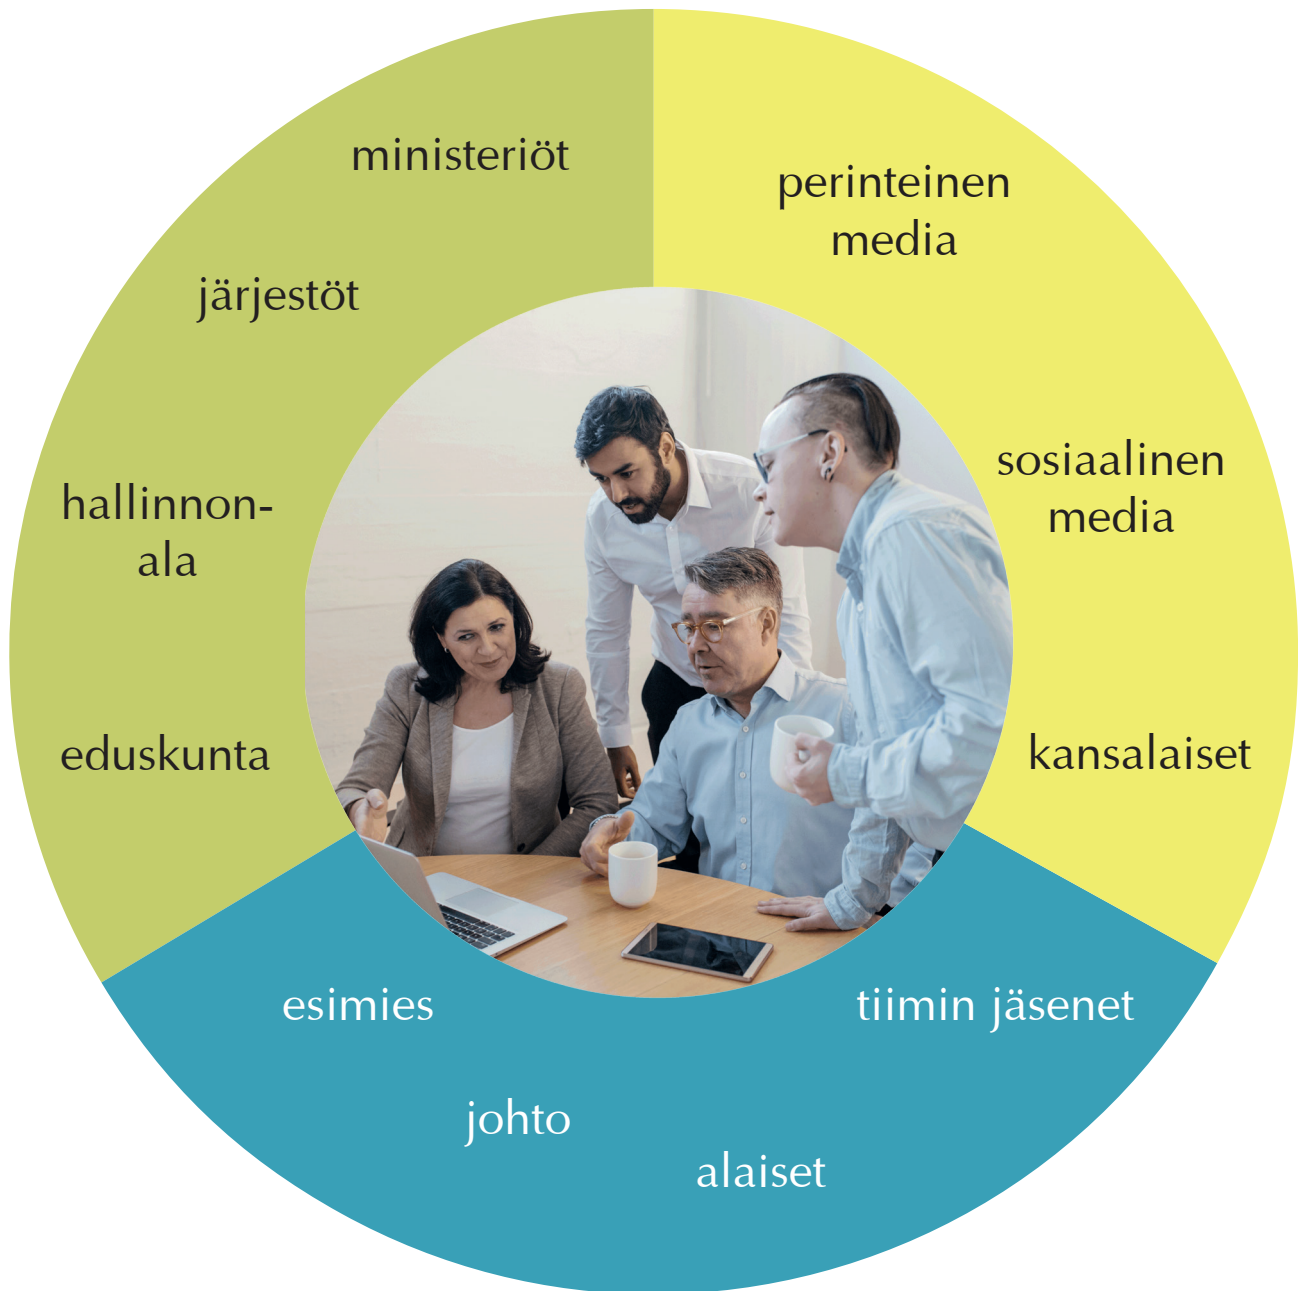 ministeriöt
järjestöt
hallinnon-
ala
eduskunta
perinteinen
media
sosiaalinen
media
kansalaiset
esimies
johto
alaiset
tiimin jäsenet